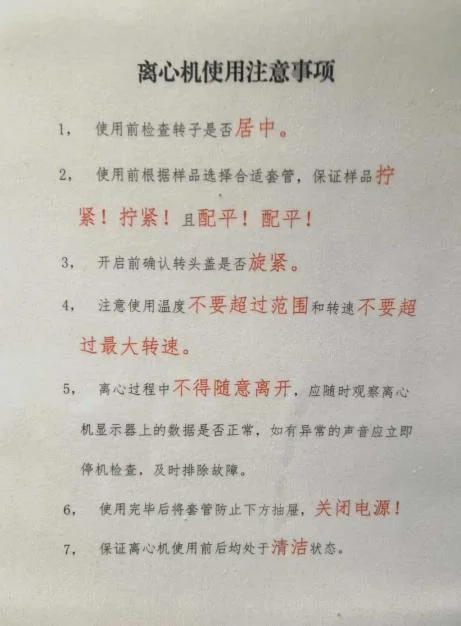 离心机使用注意事项
1， 使用前检查转子是否居中。
2， 使用前根据样品选择合适套管，保证样品拧
紧！拧紧！且配平！配平！
3， 开启前确认转头盖是否旋紧。
4， 注意使用温度不要超过范围和转速不要超
过最大转速。
5， 离心过程中不得随意离开，应随时观察离心
机显示器上的数据是否正常，如有异常的声音应立即
停机检查，及时排除故障。
6， 使用完毕后将套管防止下方抽屉，关闭电源！
7， 保证离心机使用前后均处于清洁状态。